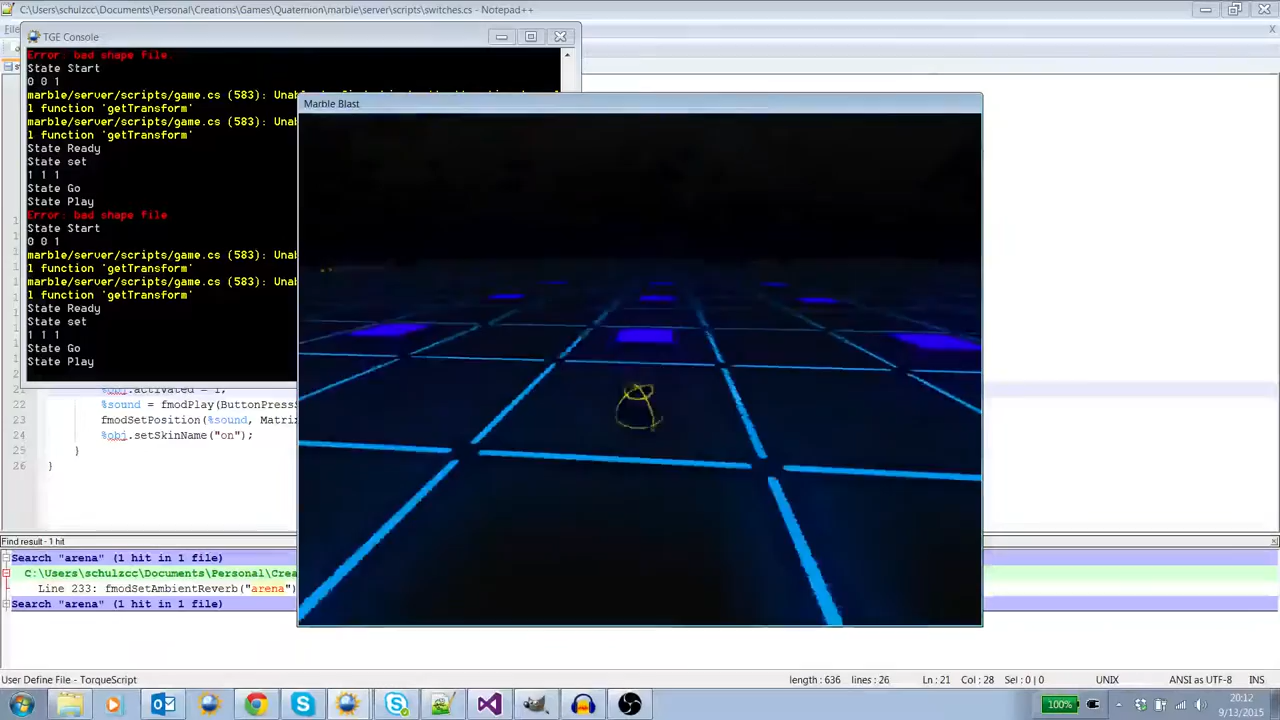 C:\Users\schulzcc\Documents\Personal\Creations\Games\Quaternion\marble\server\scripts\switches.cs - Notepad++
TGE Console
Error: bad shape file.
State Start
0 0 1
marble/server/scripts/game.cs (583): Unab
l function 'getTransform'
marble/server/scripts/game.cs (583): Una
l function 'getTransform'
State Ready
State set
1 1 1
State Go
State Play
Error: bad shape file.
State Start
0 0 1
marble/server/scripts/game.cs (583): Una
l function 'getTransform'
marble/server/scripts/game.cs (583): Una
l function 'getTransform'
State Ready
State set
1 1 1
State Go
State Play
Marble Blast
%obj.activated = 1;
22 %sound = fmodPlay(ButtonPressS
23 fmodSetPosition(%sound, Matrix
24 %obj.setSkinName("on");
25 }
26 }
Find result - 1 hit
Search "arena" (1 hit in 1 file)
C:\Users\schulzcc\Documents\Personal\Crea
Line 233: fmodSetAmbientReverb("arena")
Search "arena" (1 hit in 1 file)
User Define File - TorqueScript
length : 636 lines : 26
Ln : 21 Col : 28 Sel : 0 | 0
UNIX
ANSI as UTF-8
INS
100%
20:12
9/13/2015